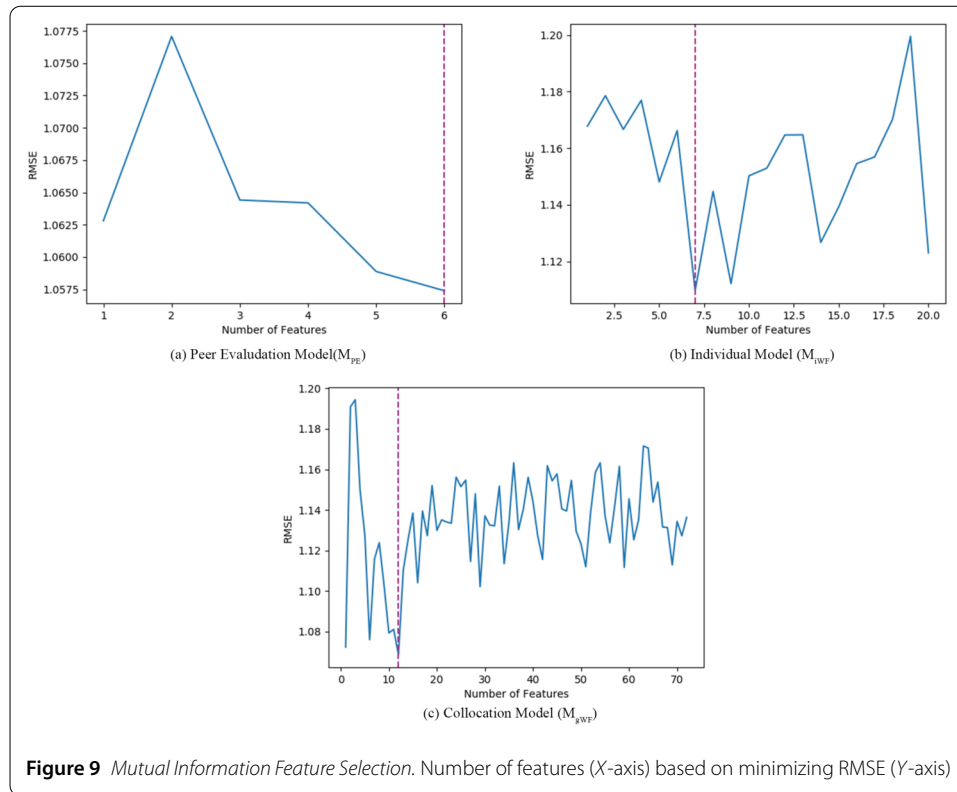 1.0775
1.0750
1.0725
1.0700
1.0675
1.0650
1.0625
1.0600
1.0575
RMSE
1 2 3 4 5 6
Number of Features
(a) Peer Evaludation Model(M_PE)
1.20
1.18
1.16
1.14
1.12
RMSE
2.5 5.0 7.5 10.0 12.5 15.0 17.5 20.0
Number of Features
(b) Individual Model (M_iWF)
1.20
1.18
1.16
1.14
1.12
1.10
1.08
RMSE
0 10 20 30 40 50 60 70
Number of Features
(c) Collocation Model (M_gWF)
Figure 9 Mutual Information Feature Selection. Number of features (X-axis) based on minimizing RMSE (Y-axis)